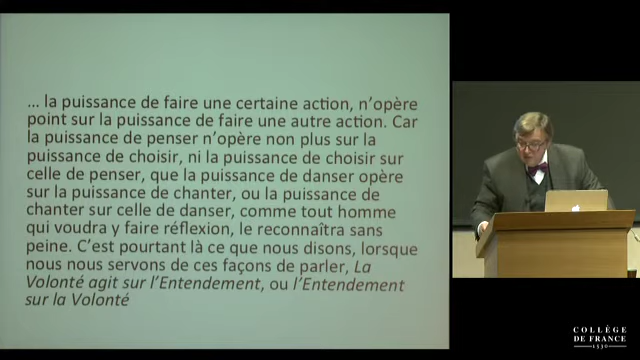 ... la puissance de faire une certaine action, n’opère
point sur la puissance de faire une autre action. Car
la puissance de penser n’opère non plus sur la
puissance de choisir, ni la puissance de choisir sur
celle de penser, que la puissance de danser opère
sur la puissance de chanter, ou la puissance de
chanter sur celle de danser, comme tout homme
qui voudra y faire réflexion, le reconnaîtra sans
peine. C’est pourtant là ce que nous disons, lorsque
nous nous servons de ces façons de parler, La
Volonté agit sur l’Entendement, ou l’Entendement
sur la Volonté
COLLÈGE
DE FRANCE
1530